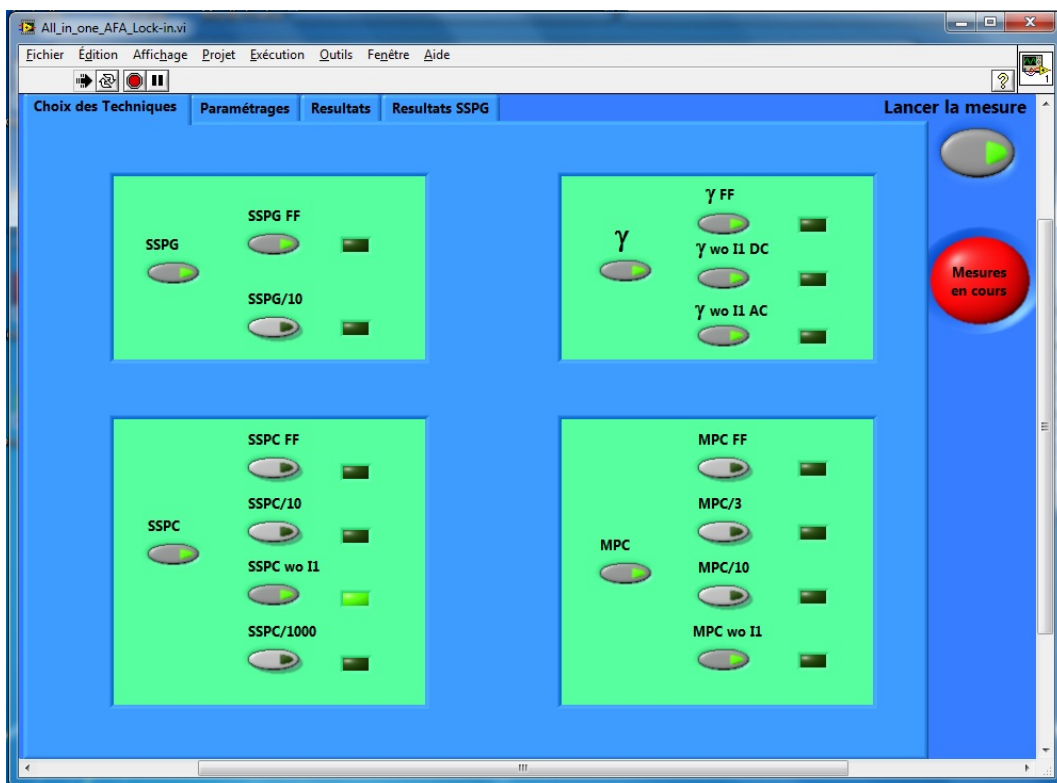 All_in_one_AFA_Lock-in.vi
Fichier Édition Affichage Projet Exécution Outils Fenêtre Aide
1
Choix des Techniques Paramétrages Resultats Resultats SSPG
Lancer la mesure
Mesures
en cours
SSPG
SSPG FF
SSPG/10
γ
γ FF
γ wo I1 DC
γ wo I1 AC
SSPC
SSPC FF
SSPC/10
SSPC wo I1
SSPC/1000
MPC
MPC FF
MPC/3
MPC/10
MPC wo I1